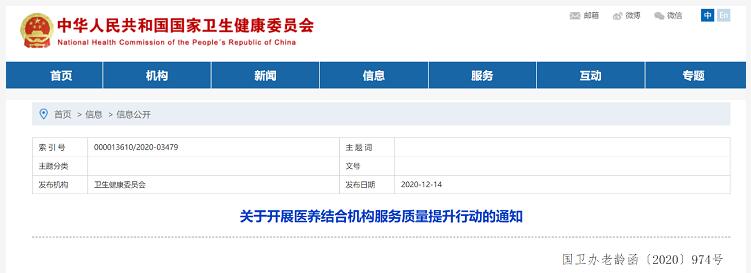 中华人民共和国国家卫生健康委员会
National Health Commission of the People's Republic of China
邮箱 微博 微信 中 En
首页 机构 新闻 信息 服务 互动 专题
首页 > 信息 > 信息公开
索 引 号 000013610/2020-03479 主 题 词
主题分类 文号
发布机构 卫生健康委员会 发布日期 2020-12-14
关于开展医养结合机构服务质量提升行动的通知
国卫办老龄函〔2020〕974号